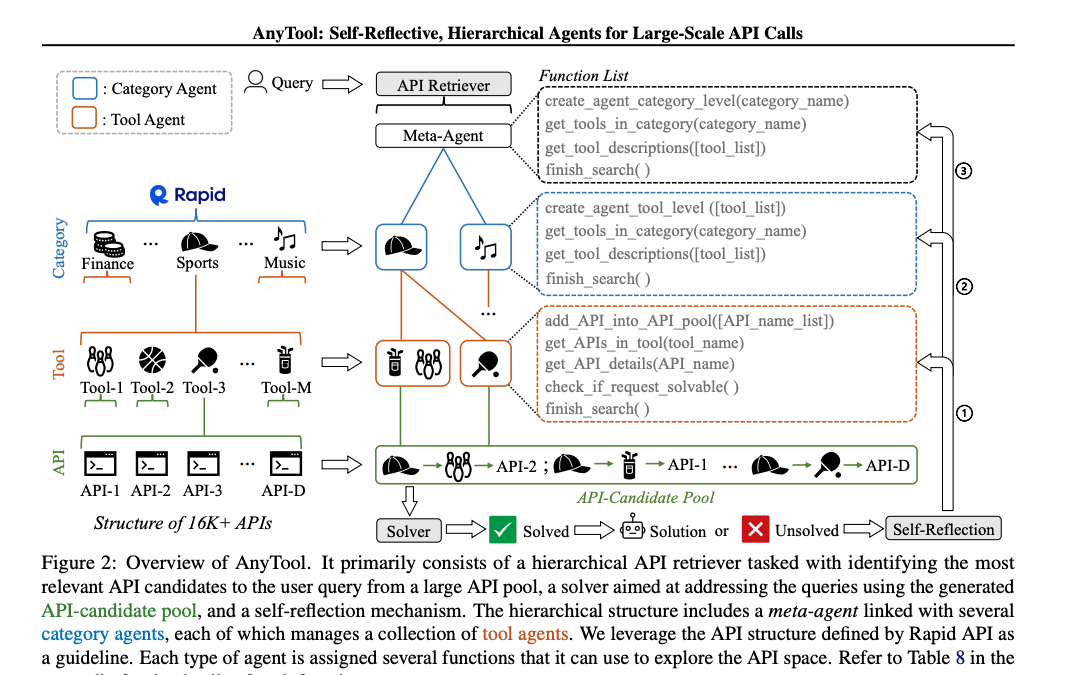 AnyTool: Self-Reflective, Hierarchical Agents for Large-Scale API Calls
: Category Agent
: Tool Agent
Query
API Retriever
Meta-Agent
Function List
create_agent_category_level(category_name)
get_tools_in_category(category_name)
get_tool_descriptions([tool_list])
finish_search( )
③
Rapid
Category
Finance
...
Sports
...
Music
create_agent_tool_level ([tool_list])
get_tools_in_category(category_name)
get_tool_descriptions([tool_list])
finish_search( )
②
...
Tool
Tool-1 Tool-2 Tool-3 ... Tool-M
add_API_into_API_pool([API_name_list])
get_APIs_in_tool(tool_name)
get_API_details(API_name)
check_if_request_solvable( )
finish_search( )
①
API
API-1 API-2 API-3 ... API-D
Structure of 16K+ APIs
API-2 ; API-1 ... API-D
API-Candidate Pool
Solver
Solved
Solution or
Unsolved
Self-Reflection
Figure 2: Overview of AnyTool. It primarily consists of a hierarchical API retriever tasked with identifying the most
relevant API candidates to the user query from a large API pool, a solver aimed at addressing the queries using the generated
API-candidate pool, and a self-reflection mechanism. The hierarchical structure includes a meta-agent linked with several
category agents, each of which manages a collection of tool agents. We leverage the API structure defined by Rapid API as
a guideline. Each type of agent is assigned several functions that it can use to explore the API space. Refer to Table 8 in the